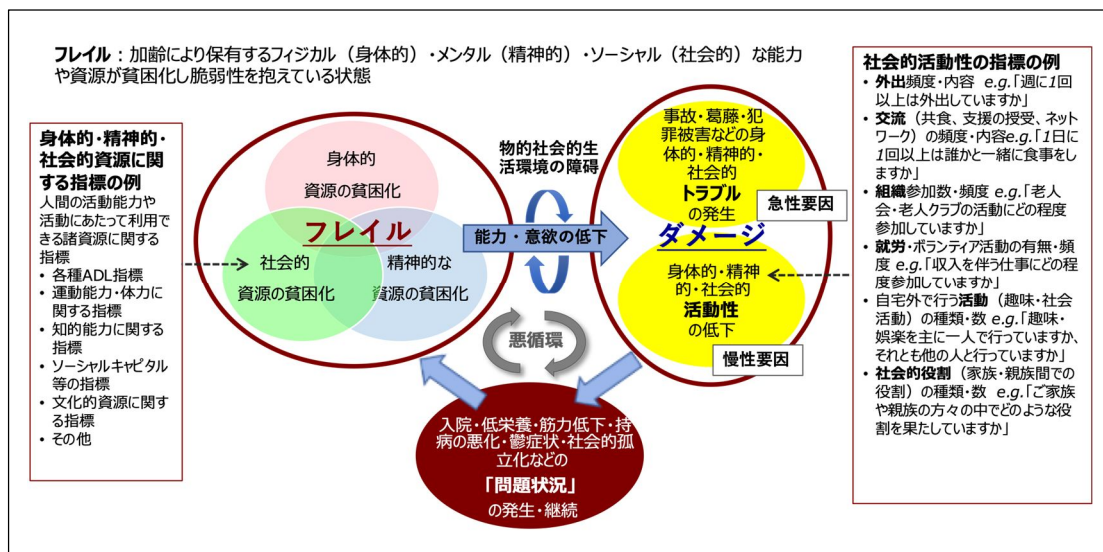 フレイル：加齢により保有するフィジカル（身体的）・メンタル（精神的）・ソーシャル（社会的）な能力
や資源が貧困化し脆弱性を抱えている状態
身体的・精神的・
社会的資源に関
する指標の例
人間の活動能力や
活動にあたって利用で
きる諸資源に関する
指標
• 各種ADL指標
• 運動能力・体力に
関する指標
• 知的能力に関する
指標
• ソーシャルキャピタル
等の指標
• 文化的資源に関す
る指標
• その他
身体的
資源の貧困化
フレイル
社会的
資源の貧困化
精神的な
資源の貧困化
物的社会的生
活環境の障碍
能力・意欲の低下
悪循環
事故・葛藤・犯
罪被害などの身
体的・精神的・
社会的
トラブル
の発生
急性要因
ダメージ
身体的・精神
的・社会的
活動性
の低下
慢性要因
入院・低栄養・筋力低下・持
病の悪化・鬱症状・社会的孤
立化などの
「問題状況」
の発生・継続
社会的活動性の指標の例
• 外出頻度・内容 e.g.「週に1回
以上は外出していますか」
• 交流（共食、支援の授受、ネット
ワーク）の頻度・内容e.g.「1日に
1回以上は誰かと一緒に食事をし
ますか」
• 組織参加数・頻度 e.g.「老人
会・老人クラブの活動にどの程度
参加していますか」
• 就労・ボランティア活動の有無・頻
度 e.g.「収入を伴う仕事にどの程
度参加していますか」
• 自宅外で行う活動（趣味・社会
活動）の種類・数 e.g.「趣味・
娯楽を主に一人で行っていますか、
それとも他の人と行っていますか」
• 社会的役割（家族・親族間での
役割）の種類・数 e.g.「ご家族
や親族の方々の中でどのような役
割を果たしていますか」